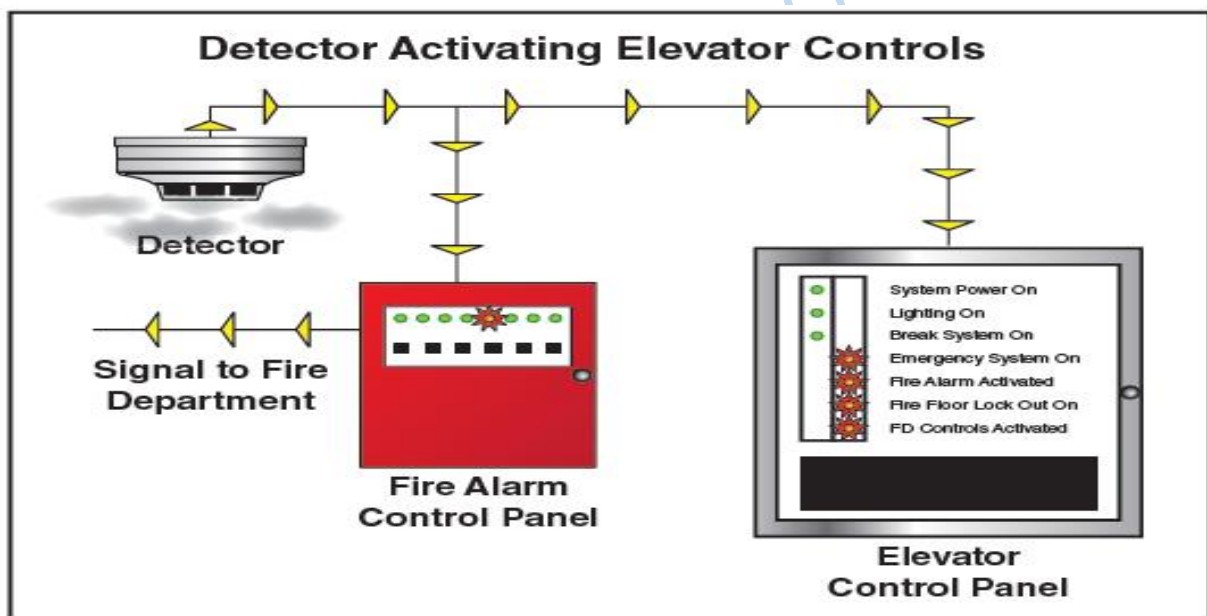 Detector Activating Elevator Controls
Detector
Signal to Fire
Department
Fire Alarm
Control Panel
System Power On
Lighting On
Break System On
Emergency System On
Fire Alarm Activated
Fire Floor Lock Out On
FD Controls Activated
Elevator
Control Panel